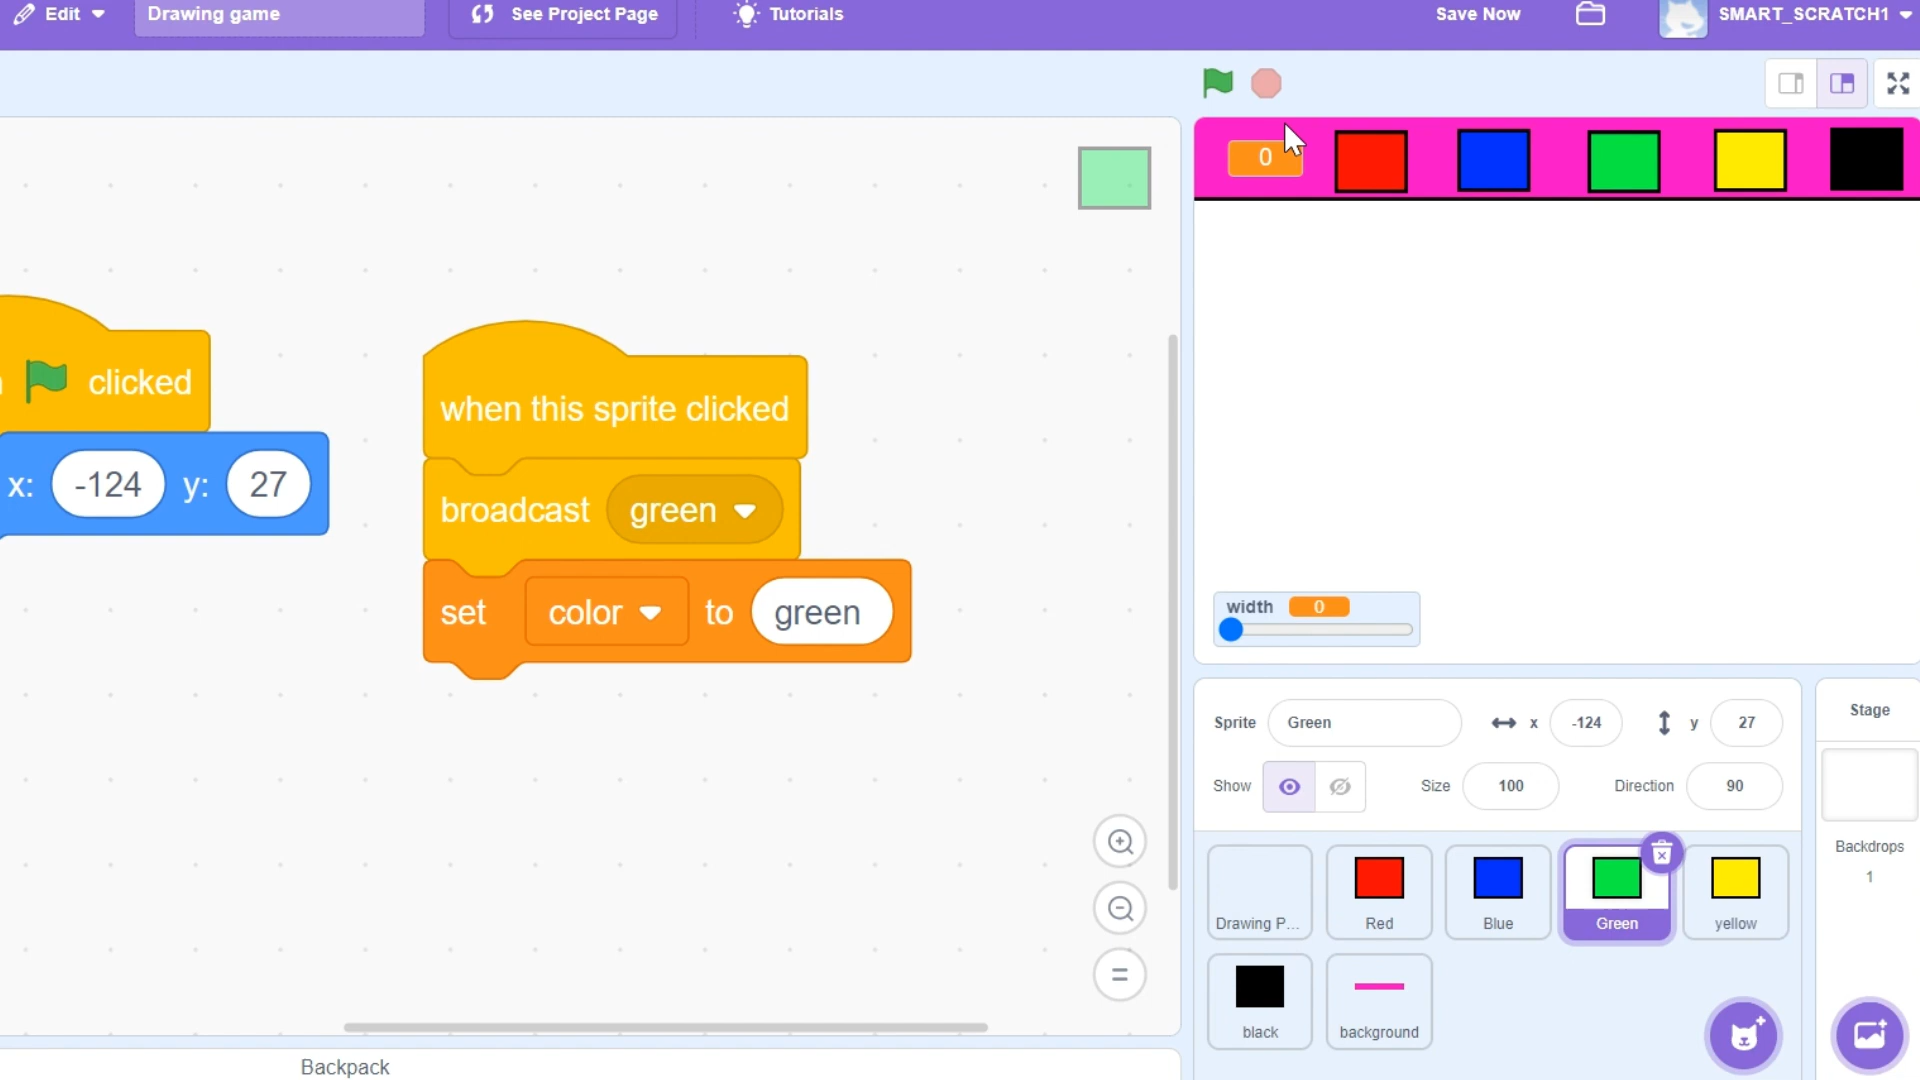 Edit
Drawing game
See Project Page
Tutorials
Save Now
SMART_SCRATCH1
0
clicked
x: -124 y: 27
when this sprite clicked
broadcast green
set color to green
width 0
Sprite Green x -124 y 27
Show Size 100 Direction 90
Stage
Backdrops
1
Drawing P...
Red
Blue
Green
yellow
black
background
Backpack